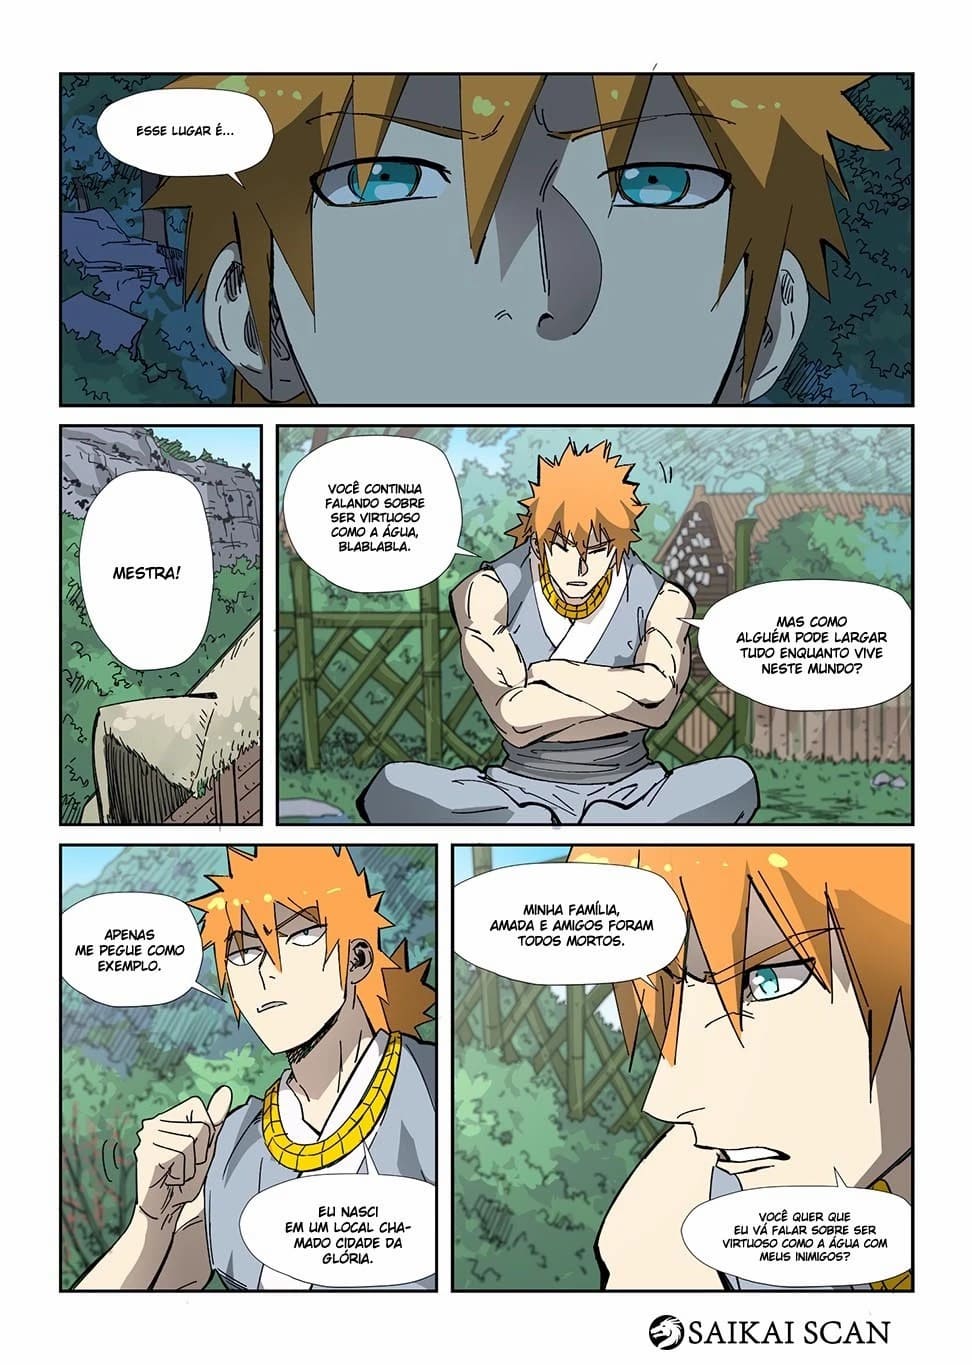 ESSE LUGAR É...
MESTRA!
VOCÊ CONTINUA
FALANDO SOBRE
SER VIRTUOSO
COMO A ÁGUA,
BLABLABLA.
MAS COMO
ALGUÉM PODE LARGAR
TUDO ENQUANTO VIVE
NESTE MUNDO?
APENAS
ME PEGUE COMO
EXEMPLO.
EU NASCI
EM UM LOCAL CHA-
MADO CIDADE DA
GLÓRIA.
MINHA FAMÍLIA,
AMADA E AMIGOS FORAM
TODOS MORTOS.
VOCÊ QUER QUE
EU VÁ FALAR SOBRE SER
VIRTUOSO COMO A ÁGUA COM
MEUS INIMIGOS?
SAIKAI SCAN